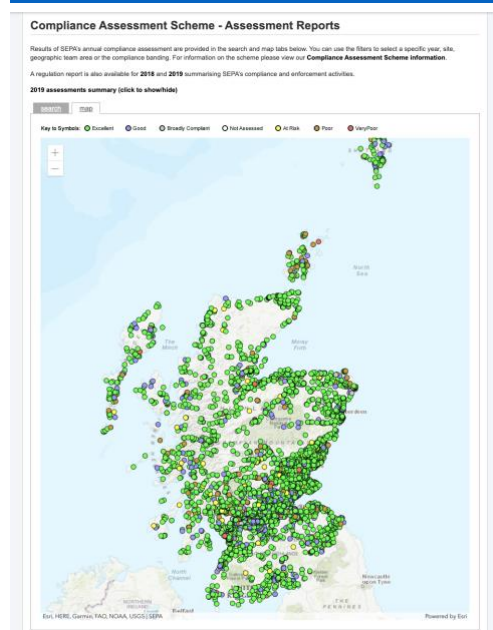 Compliance Assessment Scheme - Assessment Reports
Results of SEPA's annual compliance assessment are provided in the search and map tabs below. You can use the filters to select a specific year, site,
geographic team area or the compliance banding. For information on the scheme please view our Compliance Assessment Scheme information.
A regulation report is also available for 2018 and 2019 summarising SEPA's compliance and enforcement activities.
2019 assessments summary (click to show/hide)
search map
Key to Symbols: Excellent Good Broadly Compliant Not Assessed At Risk Poor VeryPoor
+
−
North
Sea
The
Minch
Moray
Firth
North
Channel
Newcastle
upon Tyne
NORTHERN
IRELAND
Belfast
THE
PENNINES
Esri, HERE, Garmin, FAO, NOAA, USGS | SEPA
Powered by Esri